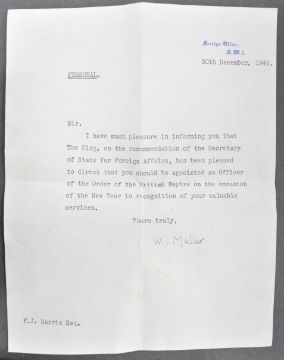 Foreign Office,
S.W.1.
30th December, 1942.
PERSONAL.
Sir,
I have much pleasure in informing you that
The King, on the recommendation of the Secretary
of State for Foreign Affairs, has been pleased
to direct that you should be appointed an Officer
of the Order of the British Empire on the occasion
of the New Year in recognition of your valuable
services.
Yours truly,
W.
F.J. Harris Esq.